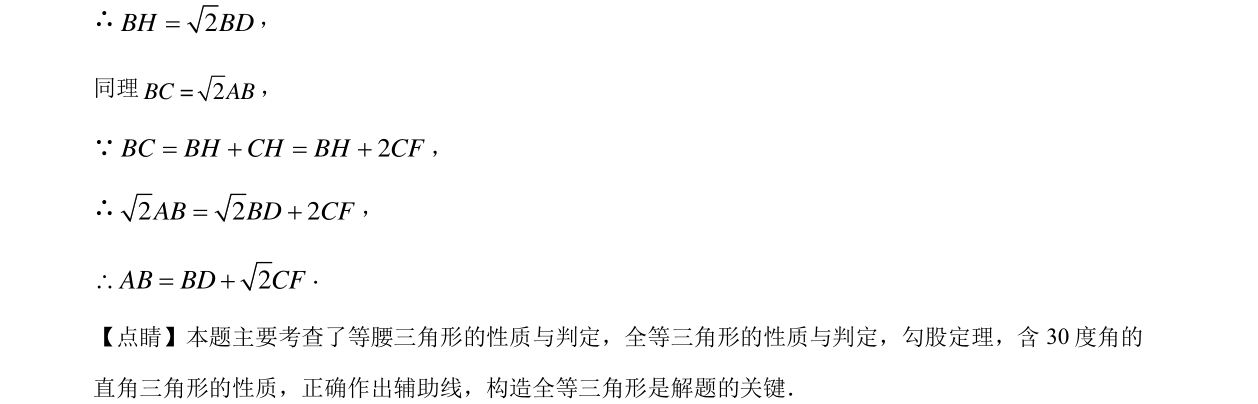 ∴ BH = √2BD，
同理 BC = √2AB，
∵ BC = BH + CH = BH + 2CF，
∴ √2AB = √2BD + 2CF，
∴ AB = BD + √2CF．
【点睛】本题主要考查了等腰三角形的性质与判定，全等三角形的性质与判定，勾股定理，含 30 度角的
直角三角形的性质，正确作出辅助线，构造全等三角形是解题的关键．